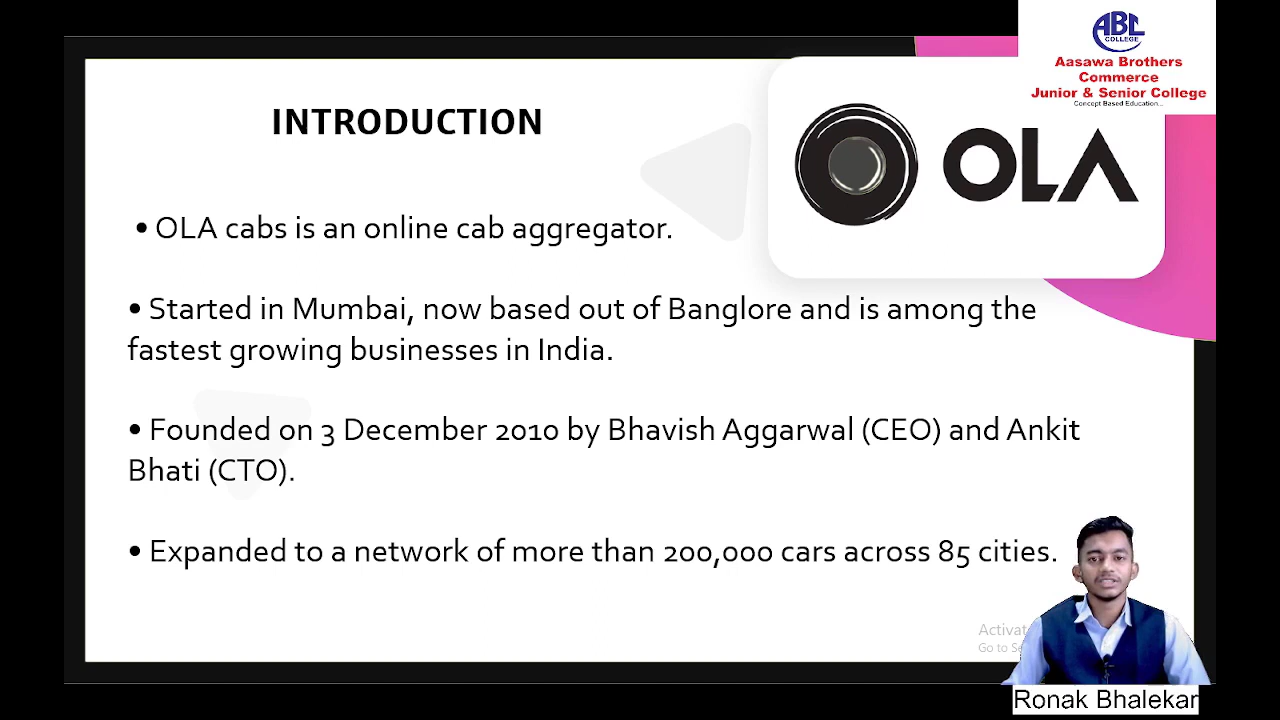 ABC
COLLEGE
Aasawa Brothers
Commerce
Junior & Senior College
Concept Based Education...
INTRODUCTION
OLA
• OLA cabs is an online cab aggregator.
• Started in Mumbai, now based out of Banglore and is among the
fastest growing businesses in India.
• Founded on 3 December 2010 by Bhavish Aggarwal (CEO) and Ankit
Bhati (CTO).
• Expanded to a network of more than 200,000 cars across 85 cities.
Activat
Go to Se
Ronak Bhalekar